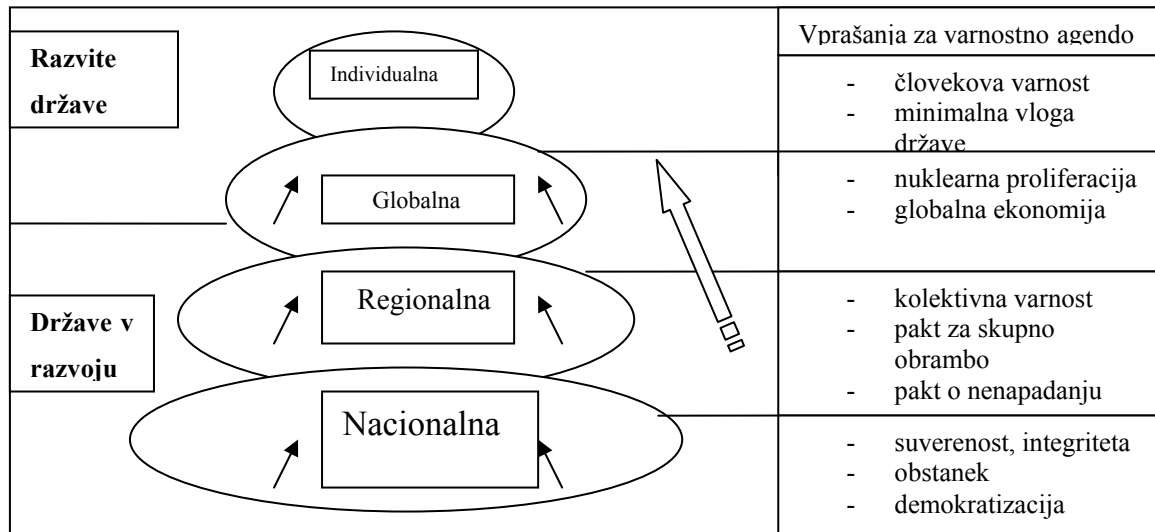 Razvite
države
Individualna
Globalna
Države v
razvoju
Regionalna
Nacionalna
Vprašanja za varnostno agendo
- človekova varnost
- minimalna vloga
države
- nuklearna proliferacija
- globalna ekonomija
- kolektivna varnost
- pakt za skupno
obrambo
- pakt o nenapadanju
- suverenost, integriteta
- obstanek
- demokratizacija